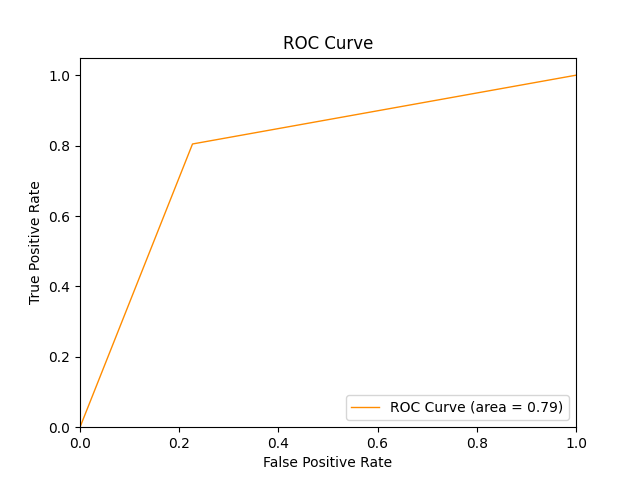 ROC Curve
True Positive Rate
1.0
0.8
0.6
0.4
0.2
0.0
ROC Curve (area = 0.79)
0.0 0.2 0.4 0.6 0.8 1.0
False Positive Rate